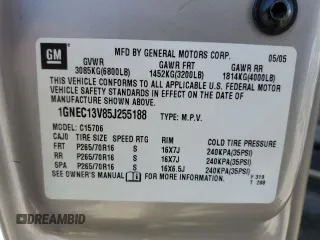 GM
MFD BY GENERAL MOTORS CORP. 05/05
GVWR GAWR FRT GAWR RR
3085KG(6800LB) 1452KG(3200LB) 1814KG(4000LB)
THIS VEHICLE CONFORMS TO ALL APPLICABLE U.S. FEDERAL MOTOR
VEHICLE SAFETY STANDARDS IN EFFECT ON THE DATE OF
MANUFACTURE SHOWN ABOVE.
1GNEC13V85J255188 TYPE: M.P.V.
MODEL: C15706
CAJ0 TIRE SIZE SPEED RTG RIM COLD TIRE PRESSURE
FRT P265/70R16 S 16X7J 240KPA(35PSI)
RR P265/70R16 S 16X7J 240KPA(35PSI)
SPA P265/70R16 S 16X6.5J 240KPA(35PSI)
SEE OWNER'S MANUAL FOR ADDITIONAL INFORMATION.
DREAMBID